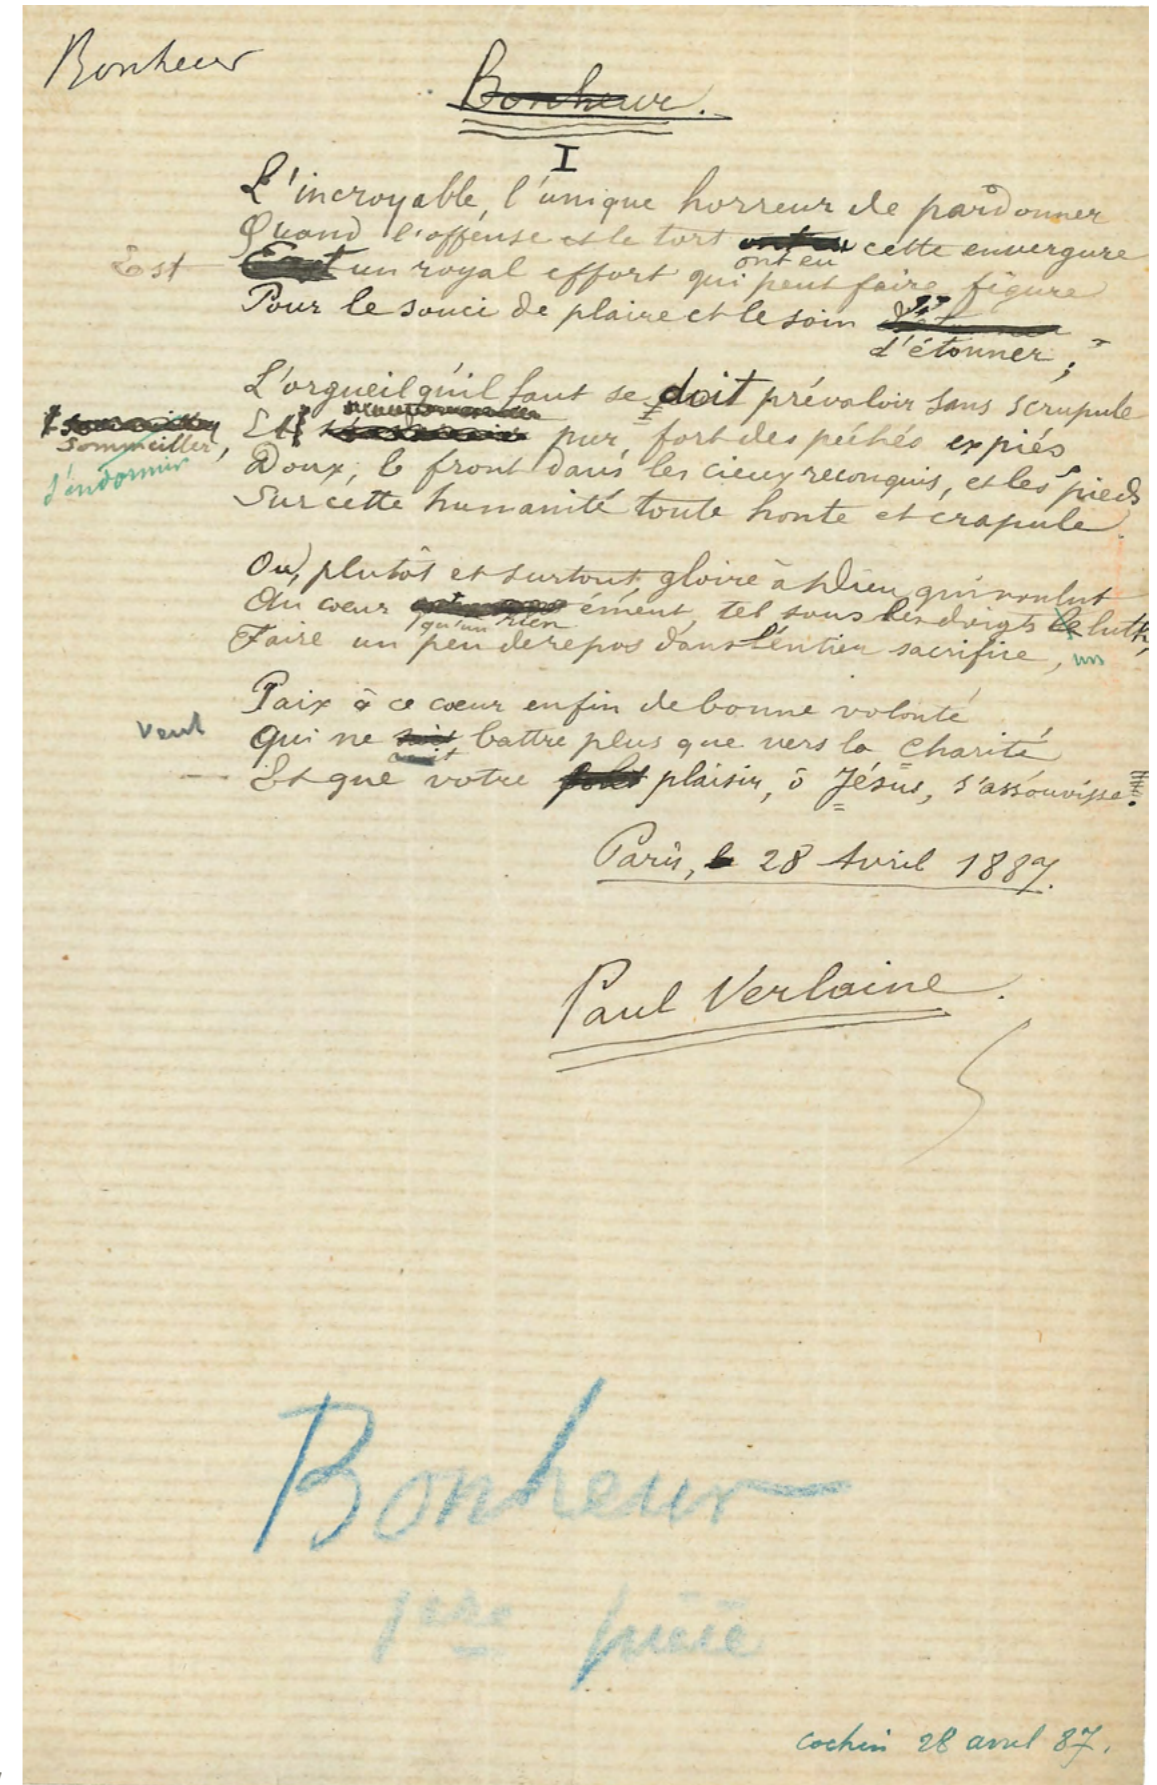 Bonheur
Bonheur.
I
L'incroyable, l'unique horreur de pardonner
Quand l'offense et le tort ont eu cette envergure
ont eu
Est un royal effort qui peut faire figure
Pour le souci de plaire et le soin
d'étonner;
L'orgueil qu'il faut se doit prévaloir sans scrupule
sommeiller,
s'endormir
Et pur, fort des péchés expiés
Doux, le front dans les cieux reconquis, et les pieds
Sur cette humanité toute honte et crapule.
Ou, plutôt et surtout, gloire à Dieu qui voulut
Au coeur ément, tel sous les doigts le luth,
qu'un rien
un
Faire un peu de repos dans l'entier sacrifice,
Paix à ce coeur enfin de bonne volonté
Veut
Qui ne battre plus que vers la Charité
Et que votre plaisir, ô Jésus, s'assouvisse.
Paris, le 28 Avril 1887.
Paul Verlaine.
Bonheur
1ère pièce
Cochin 28 avril 87.